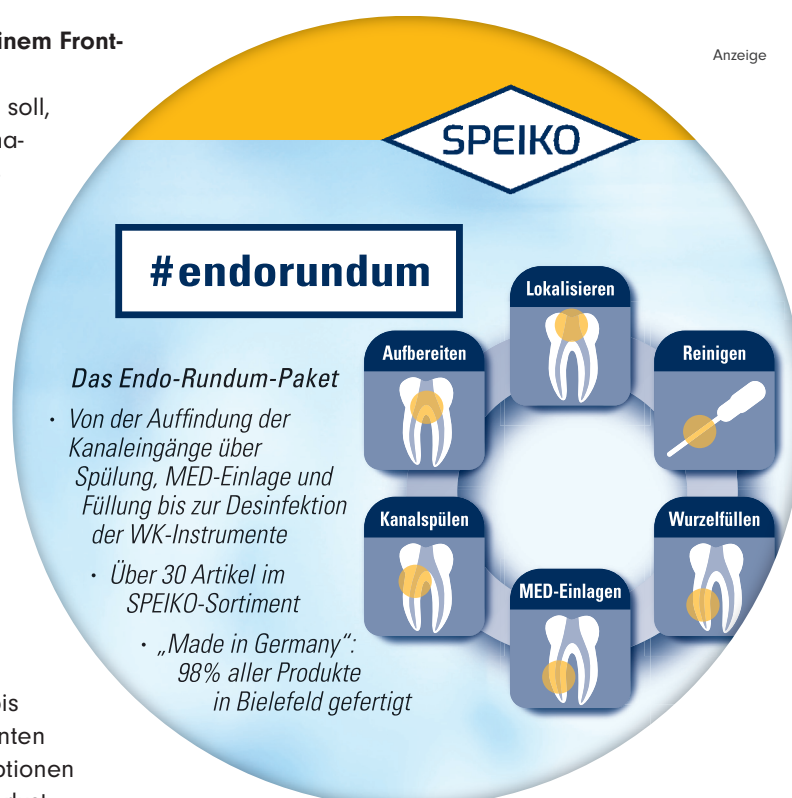 inem Front-
soll,
na-
Anzeige
SPEIKO
#endorundum
Das Endo-Rundum-Paket
· Von der Auffindung der
Kanaleingänge über
Spülung, MED-Einlage und
Füllung bis zur Desinfektion
der WK-Instrumente
· Über 30 Artikel im
SPEIKO-Sortiment
· „Made in Germany“:
98% aller Produkte
in Bielefeld gefertigt
Lokalisieren
Aufbereiten
Reinigen
Kanalspülen
Wurzelfüllen
MED-Einlagen
bis
nten
ptionen